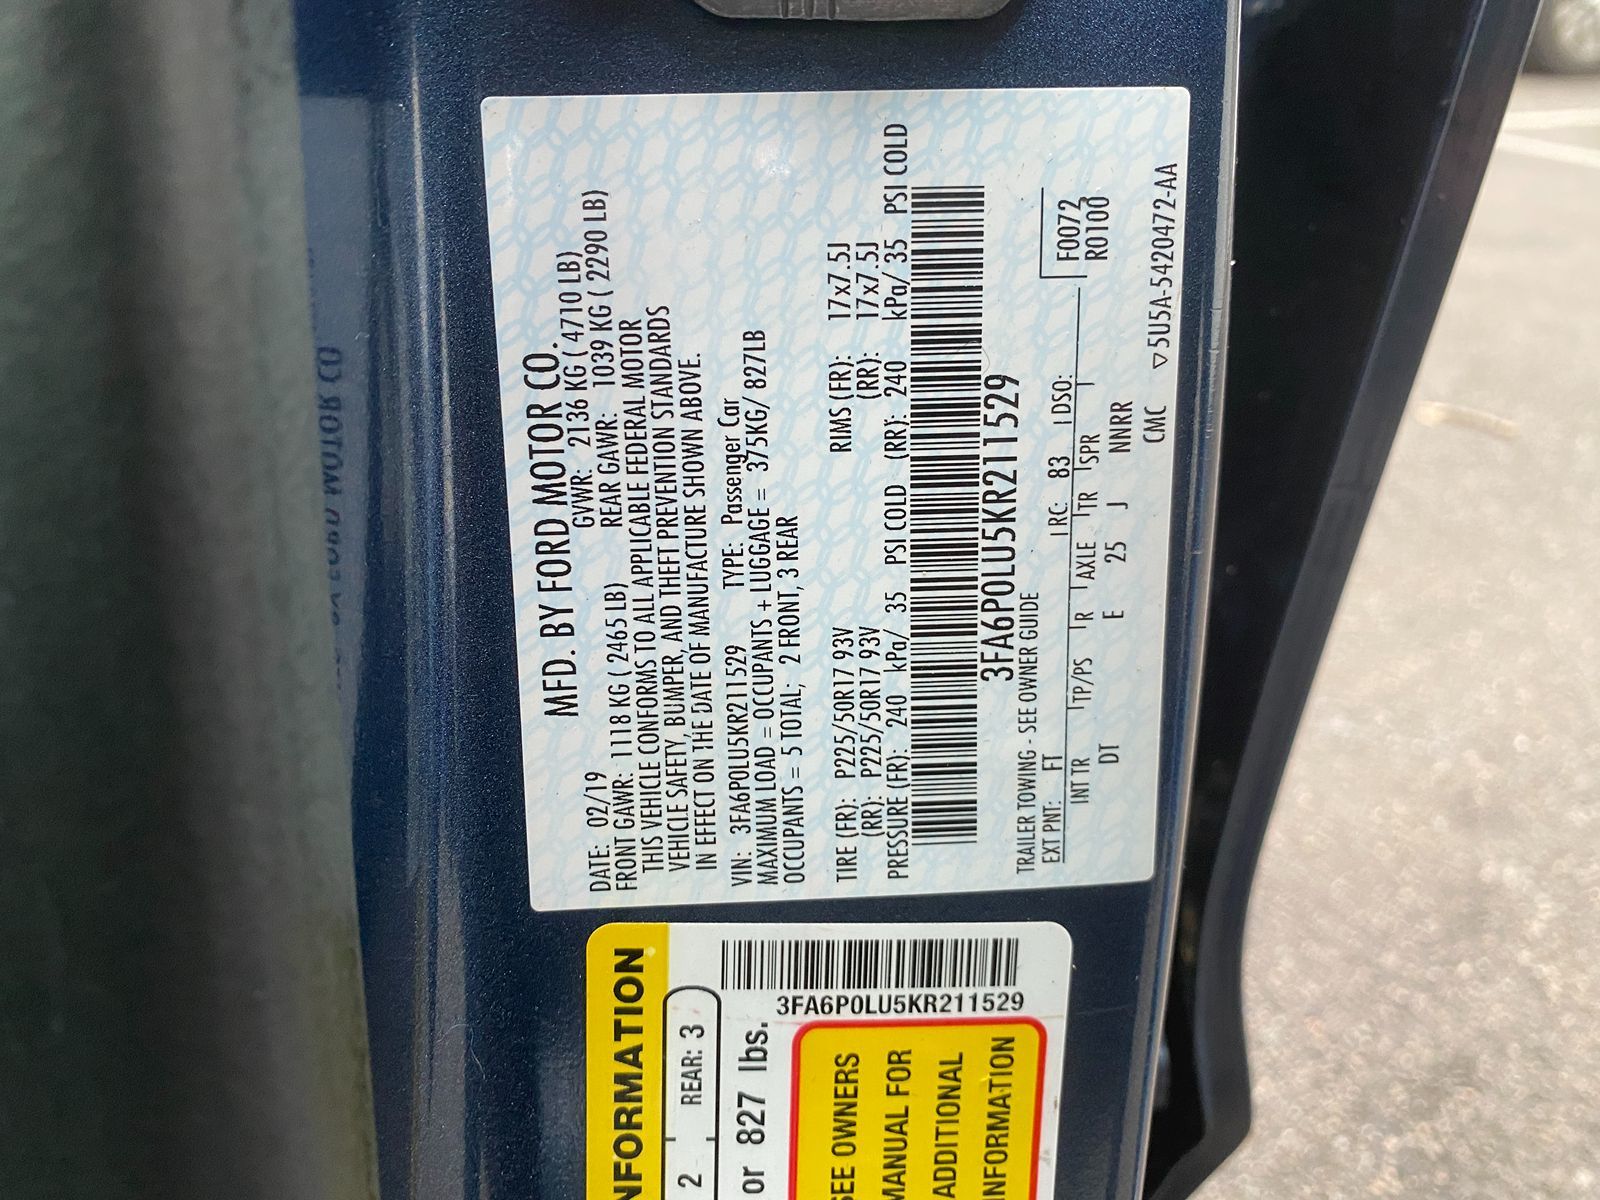 MFD. BY FORD MOTOR CO.
DATE: 02/19 GVWR: 2136 KG ( 4710 LB)
FRONT GAWR: 1118 KG ( 2465 LB) REAR GAWR: 1039 KG ( 2290 LB)
THIS VEHICLE CONFORMS TO ALL APPLICABLE FEDERAL MOTOR
VEHICLE SAFETY, BUMPER, AND THEFT PREVENTION STANDARDS
IN EFFECT ON THE DATE OF MANUFACTURE SHOWN ABOVE.
VIN: 3FA6P0LU5KR211529 TYPE: Passenger Car
MAXIMUM LOAD = OCCUPANTS + LUGGAGE = 375KG/ 827LB
OCCUPANTS = 5 TOTAL, 2 FRONT, 3 REAR
TIRE (FR): P225/50R17 93V RIMS (FR): 17x7.5J
(RR): P225/50R17 93V (RR): 17x7.5J
PRESSURE (FR): 240 kPa/ 35 PSI COLD (RR): 240 kPa/ 35 PSI COLD
3FA6P0LU5KR211529
TRAILER TOWING - SEE OWNER GUIDE
EXT PNT: FT RC: 83 DSO: F0072
R0100
INT TR TP/PS R AXLE TR SPR
DT E 25 J NNRR
CMC ▽5U5A-5420472-AA
NFORMATION
2 REAR: 3
or 827 lbs.
3FA6P0LU5KR211529
SEE OWNERS
MANUAL FOR
ADDITIONAL
INFORMATION